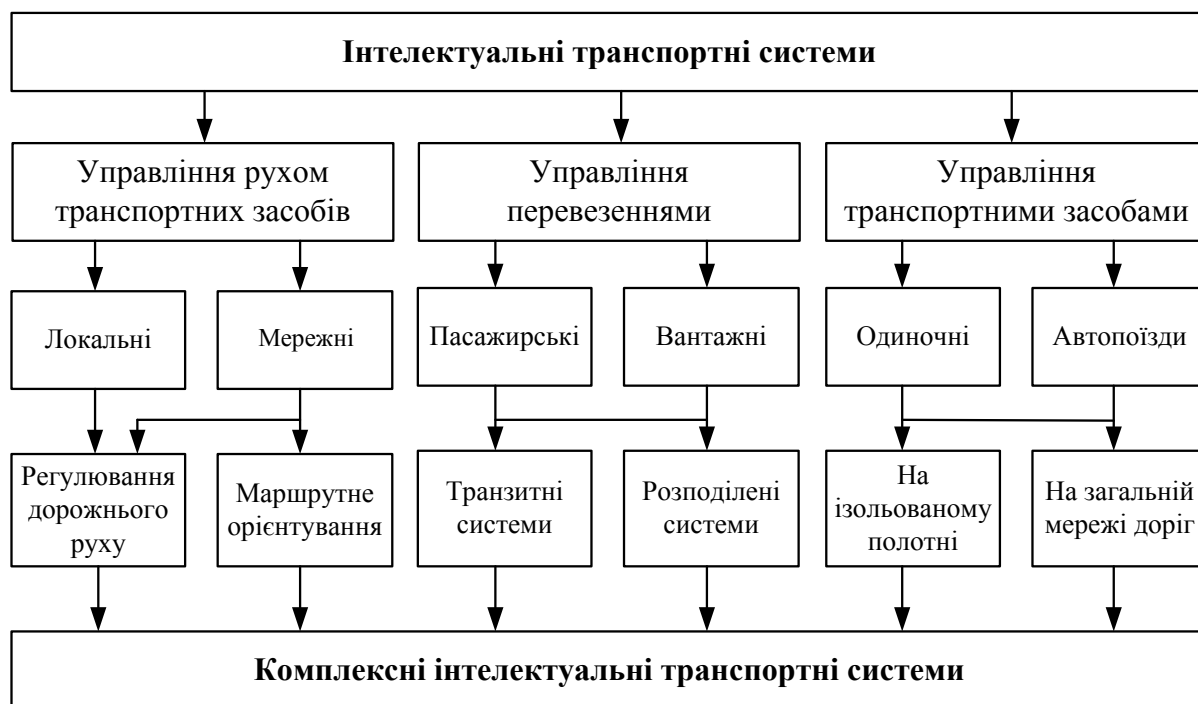 Інтелектуальні транспортні системи
Управління рухом
транспортних засобів
Управління
перевезеннями
Управління
транспортними засобами
Локальні
Мережні
Пасажирські
Вантажні
Одиночні
Автопоїзди
Регулювання
дорожнього
руху
Маршрутне
орієнтування
Транзитні
системи
Розподілені
системи
На
ізольованому
полотні
На загальній
мережі доріг
Комплексні інтелектуальні транспортні системи